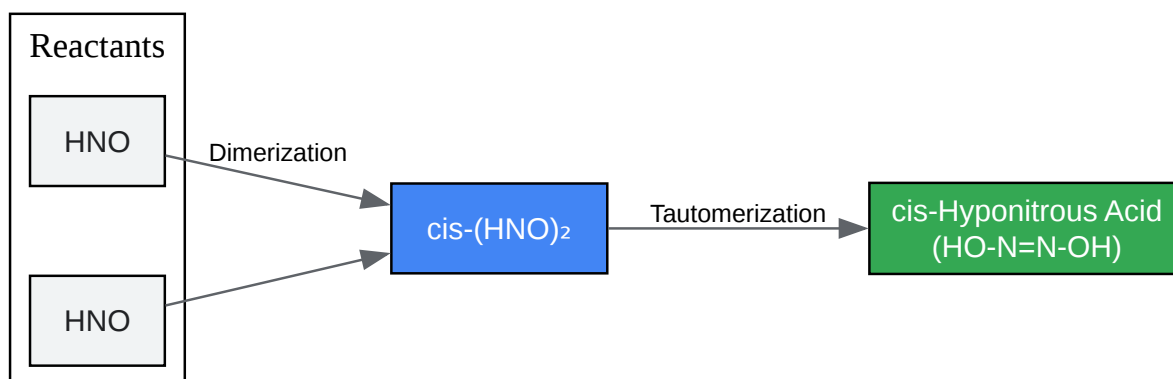 Reactants
HNO
Dimerization
cis-(HNO)₂
Tautomerization
cis-Hyponitrous Acid
(HO-N=N-OH)
HNO